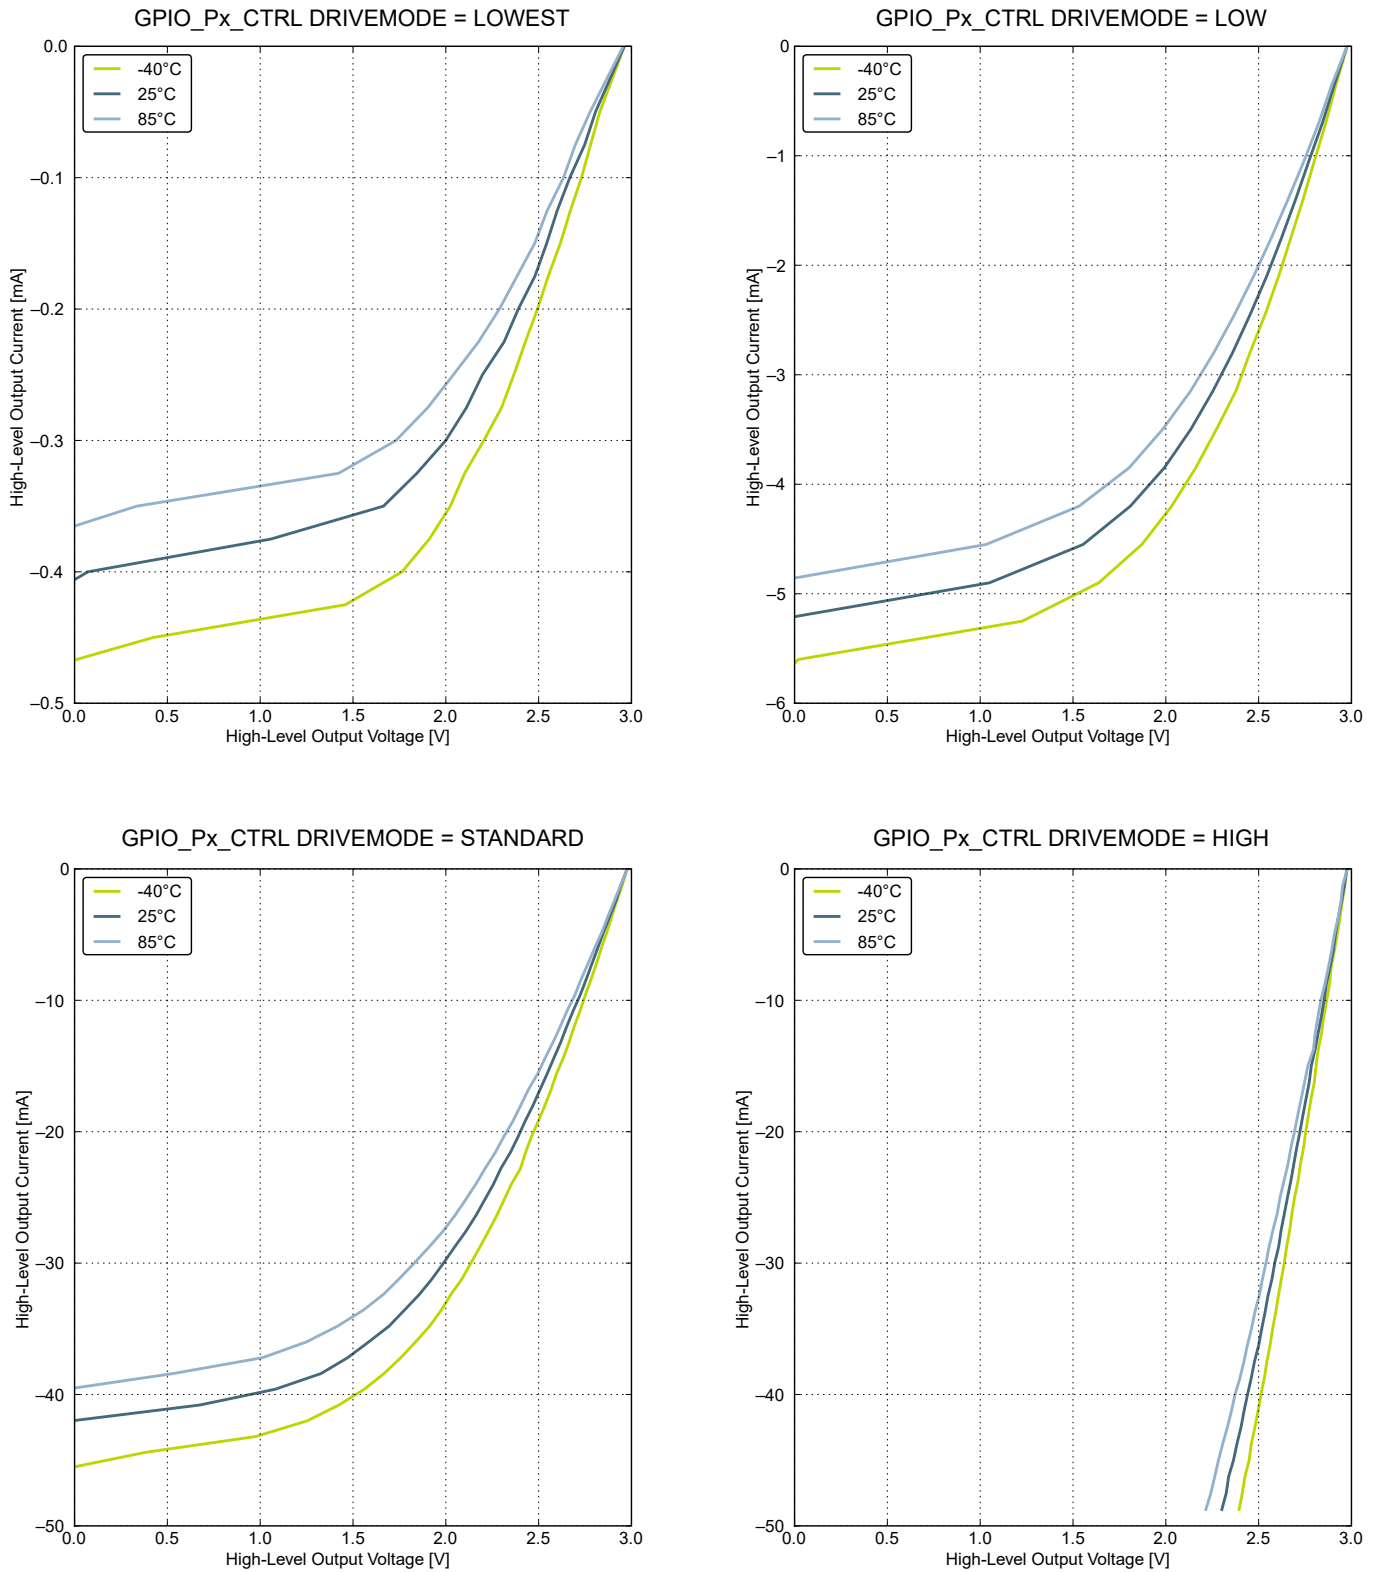 GPIO_Px_CTRL DRIVEMODE = LOWEST
0.0
–0.1
–0.2
–0.3
–0.4
–0.5
High-Level Output Current [mA]
-40°C
25°C
85°C
0.0 0.5 1.0 1.5 2.0 2.5 3.0
High-Level Output Voltage [V]
GPIO_Px_CTRL DRIVEMODE = LOW
0
–1
–2
–3
–4
–5
–6
High-Level Output Current [mA]
-40°C
25°C
85°C
0.0 0.5 1.0 1.5 2.0 2.5 3.0
High-Level Output Voltage [V]
GPIO_Px_CTRL DRIVEMODE = STANDARD
0
–10
–20
–30
–40
–50
High-Level Output Current [mA]
-40°C
25°C
85°C
0.0 0.5 1.0 1.5 2.0 2.5 3.0
High-Level Output Voltage [V]
GPIO_Px_CTRL DRIVEMODE = HIGH
0
–10
–20
–30
–40
–50
High-Level Output Current [mA]
-40°C
25°C
85°C
0.0 0.5 1.0 1.5 2.0 2.5 3.0
High-Level Output Voltage [V]